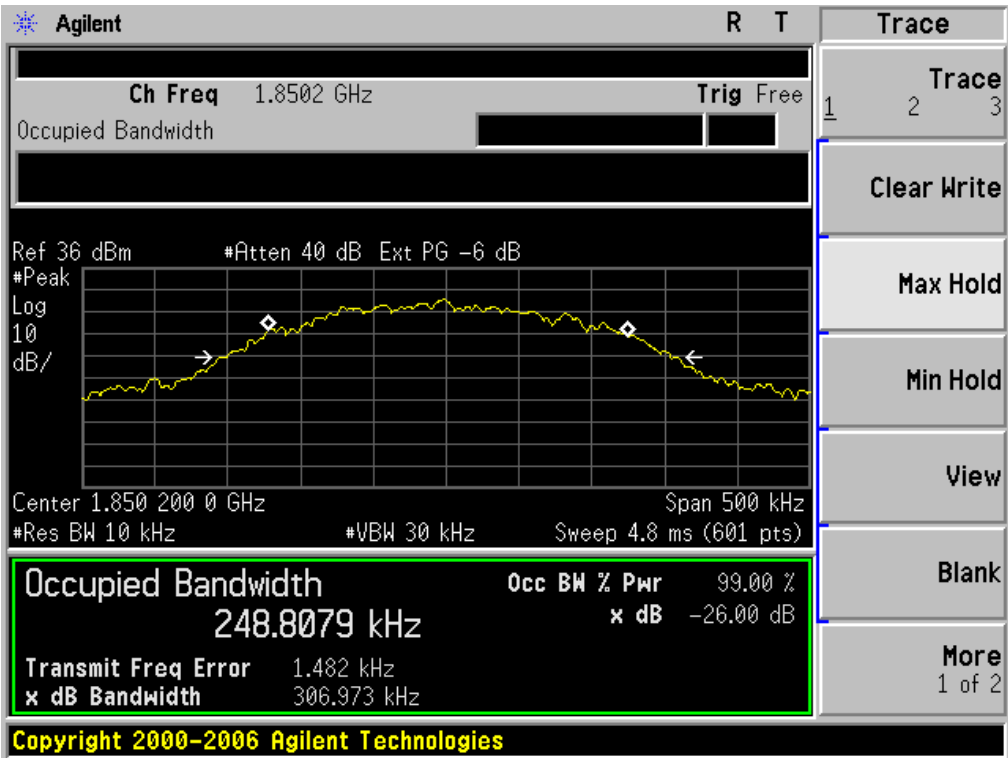 Agilent R T Trace
Ch Freq 1.8502 GHz Trig Free
Occupied Bandwidth
Trace
1 2 3
Clear Write
Max Hold
Min Hold
View
Blank
More
1 of 2
Ref 36 dBm #Atten 40 dB Ext PG -6 dB
#Peak
Log
10
dB/
Center 1.850 200 0 GHz Span 500 kHz
#Res BW 10 kHz #VBW 30 kHz Sweep 4.8 ms (601 pts)
Occupied Bandwidth Occ BW % Pwr 99.00 %
248.8079 kHz x dB -26.00 dB
Transmit Freq Error 1.482 kHz
x dB Bandwidth 306.973 kHz
Copyright 2000-2006 Agilent Technologies